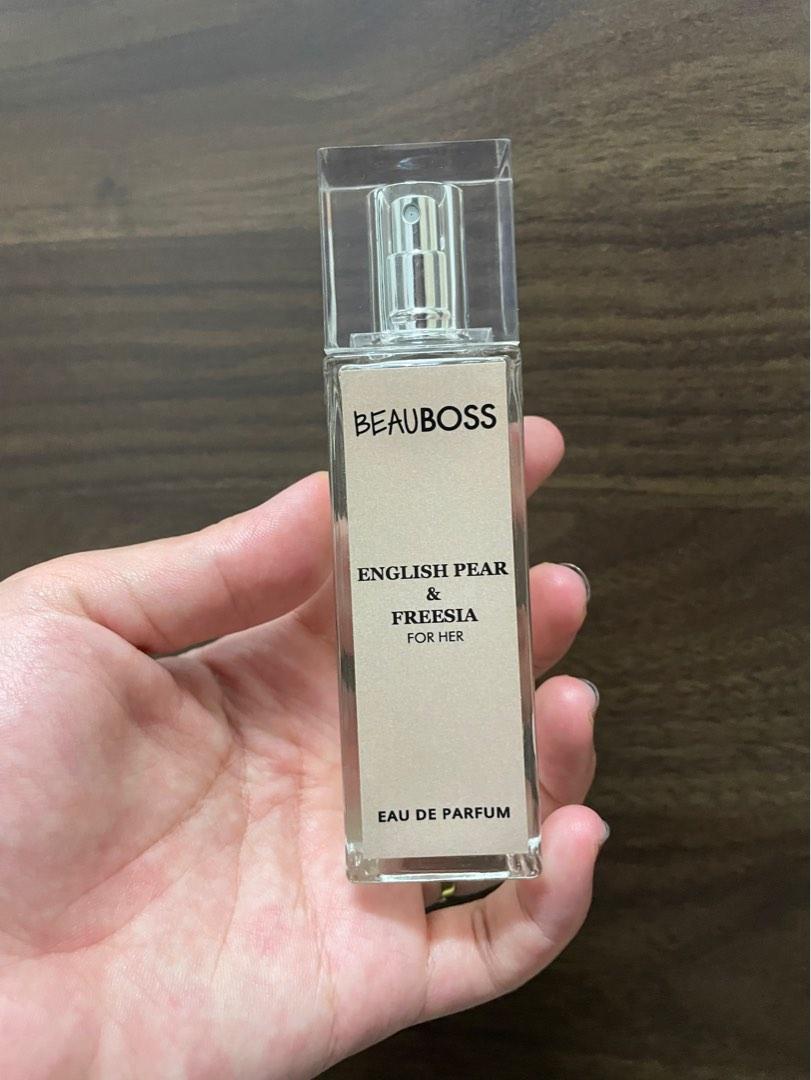 BEAUBOSS
ENGLISH PEAR
&
FREESIA
FOR HER
EAU DE PARFUM